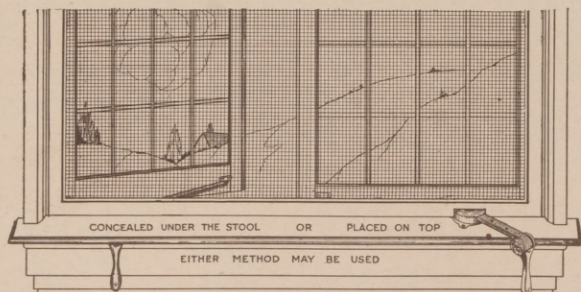 CONCEALED UNDER THE STOOL OR PLACED ON TOP
EITHER METHOD MAY BE USED